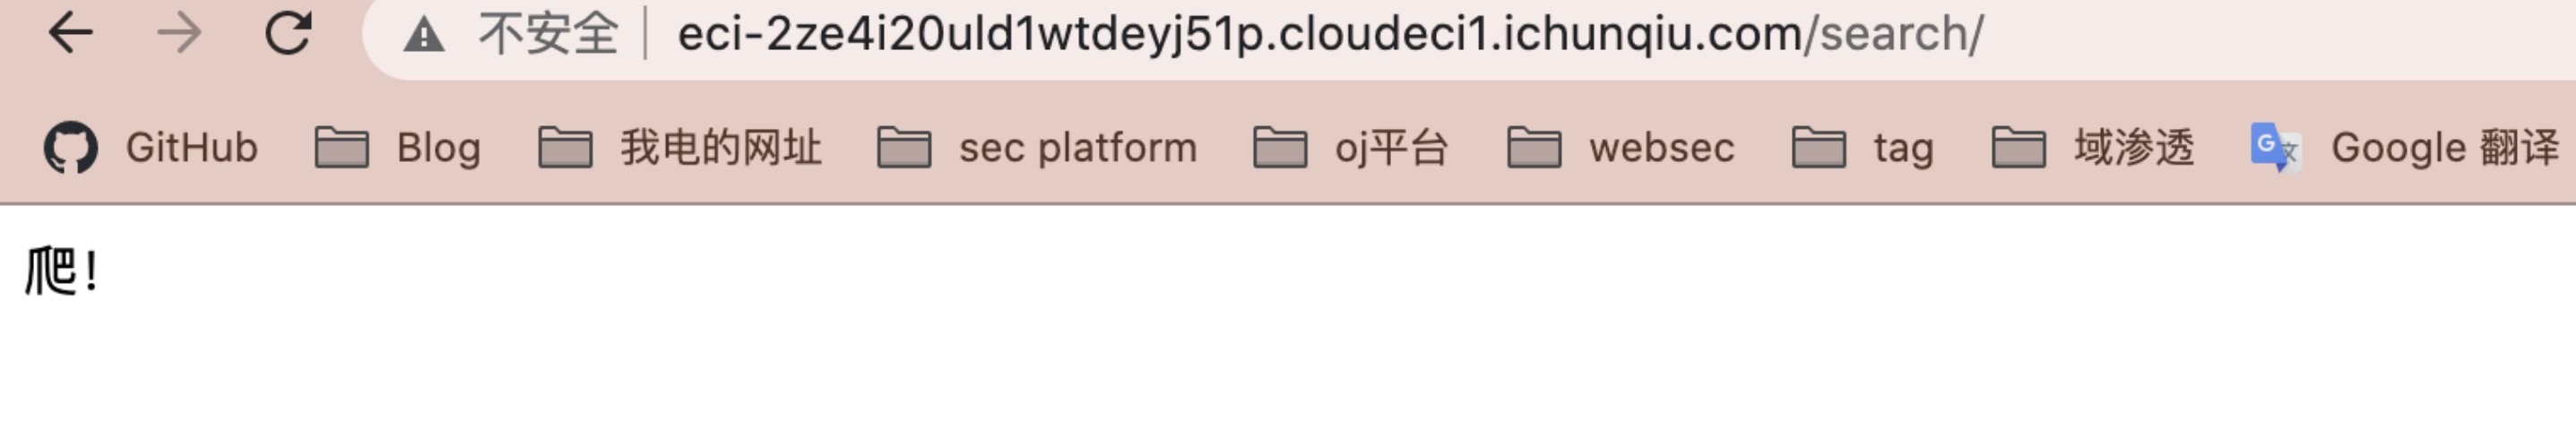 不安全 eci-2ze4i20uld1wtdeyj51p.cloudeci1.ichunqiu.com/search/
GitHub Blog 我电的网址 sec platform oj平台 websec tag 域渗透 Google 翻译
爬!